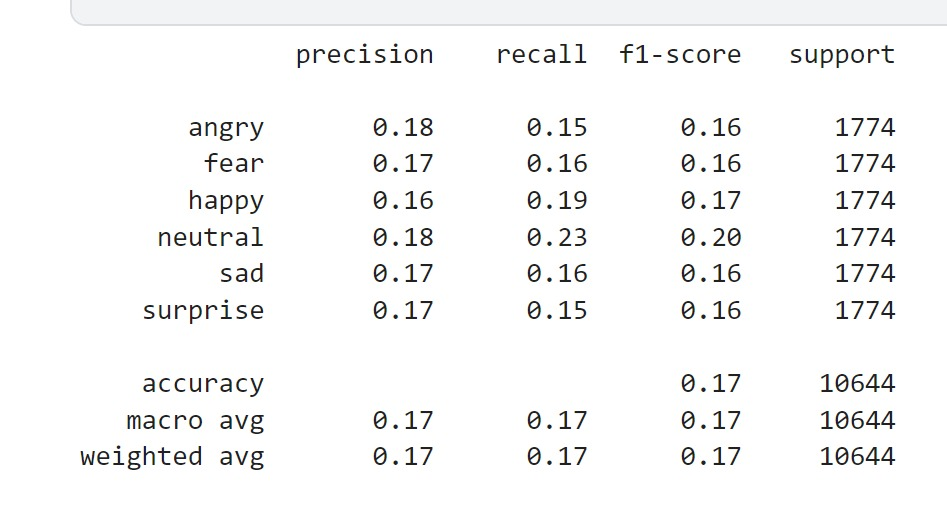 precision recall f1-score support
angry 0.18 0.15 0.16 1774
fear 0.17 0.16 0.16 1774
happy 0.16 0.19 0.17 1774
neutral 0.18 0.23 0.20 1774
sad 0.17 0.16 0.16 1774
surprise 0.17 0.15 0.16 1774
accuracy 0.17 10644
macro avg 0.17 0.17 0.17 10644
weighted avg 0.17 0.17 0.17 10644